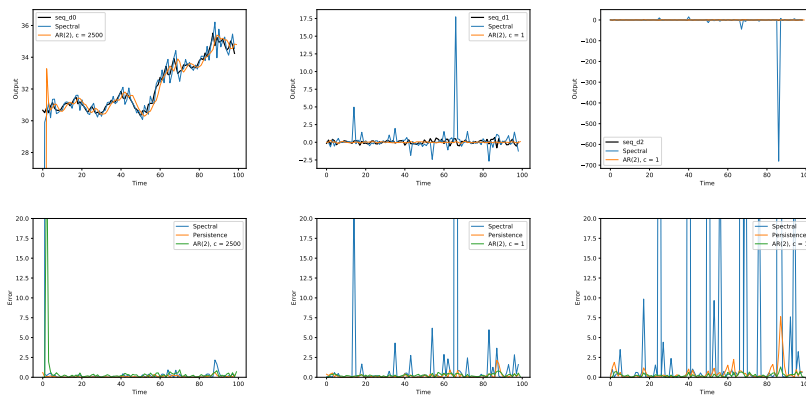 seq_d0
Spectral
AR(2), c = 2500
36
34
32
30
28
Output
0 20 40 60 80 100
Time
seq_d1
Spectral
AR(2), c = 1
17.5
15.0
12.5
10.0
7.5
5.0
2.5
0.0
−2.5
Output
0 20 40 60 80 100
Time
0
−100
−200
−300
−400
−500
−600
−700
Output
seq_d2
Spectral
AR(2), c = 1
0 20 40 60 80 100
Time
Spectral
Persistence
AR(2), c = 2500
20.0
17.5
15.0
12.5
10.0
7.5
5.0
2.5
0.0
Error
0 20 40 60 80 100
Time
Spectral
Persistence
AR(2), c = 1
20.0
17.5
15.0
12.5
10.0
7.5
5.0
2.5
0.0
Error
0 20 40 60 80 100
Time
Spectral
Persistence
AR(2), c = 1
20.0
17.5
15.0
12.5
10.0
7.5
5.0
2.5
0.0
Error
0 20 40 60 80 100
Time